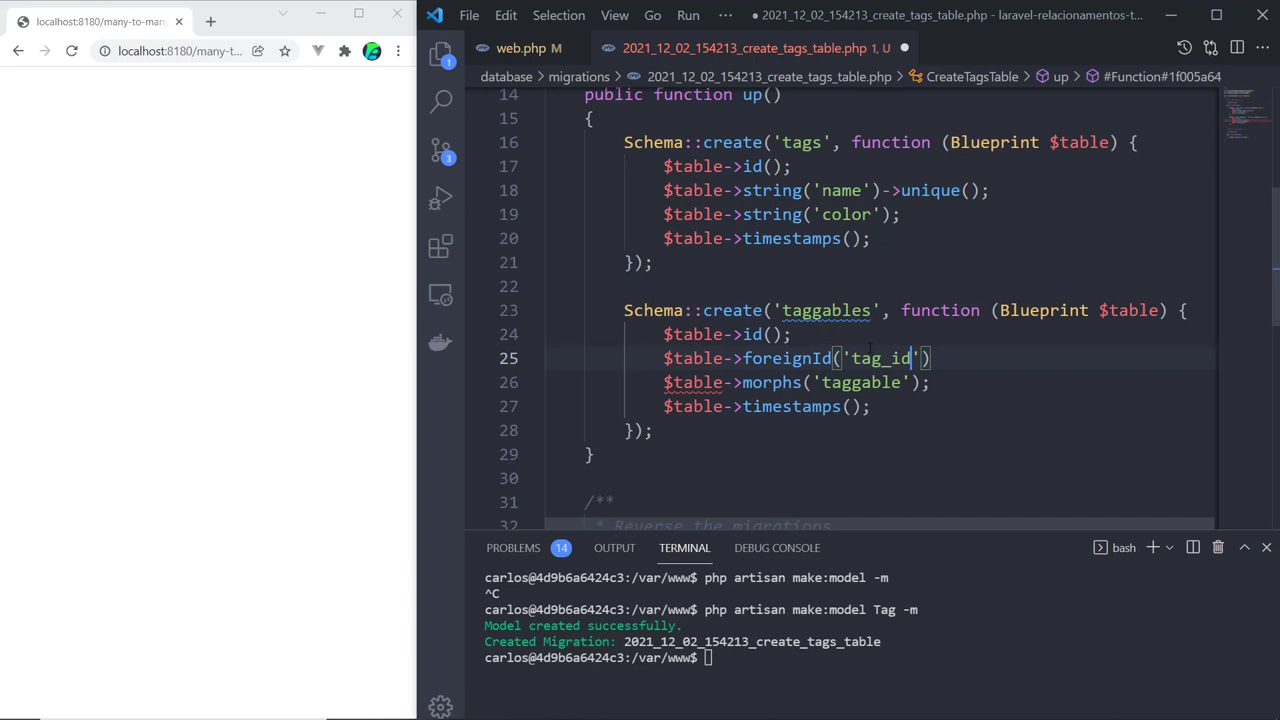 localhost:8180/many-to-many
localhost:8180/many-t...
File Edit Selection View Go Run ··· ● 2021_12_02_154213_create_tags_table.php - laravel-relacionamentos-t...
web.php M 2021_12_02_154213_create_tags_table.php 1, U
database > migrations > 2021_12_02_154213_create_tags_table.php > CreateTagsTable > up > #Function#1f005a64
14 public function up()
15 {
16 Schema::create('tags', function (Blueprint $table) {
17 $table->id();
18 $table->string('name')->unique();
19 $table->string('color');
20 $table->timestamps();
21 });
22
23 Schema::create('taggables', function (Blueprint $table) {
24 $table->id();
25 $table->foreignId('tag_id')
26 $table->morphs('taggable');
27 $table->timestamps();
28 });
29 }
30
31 /**
32 * Reverse the migrations
1
3
PROBLEMS 14 OUTPUT TERMINAL DEBUG CONSOLE bash
carlos@4d9b6a6424c3:/var/www$ php artisan make:model -m
^C
carlos@4d9b6a6424c3:/var/www$ php artisan make:model Tag -m
Model created successfully.
Created Migration: 2021_12_02_154213_create_tags_table
carlos@4d9b6a6424c3:/var/www$